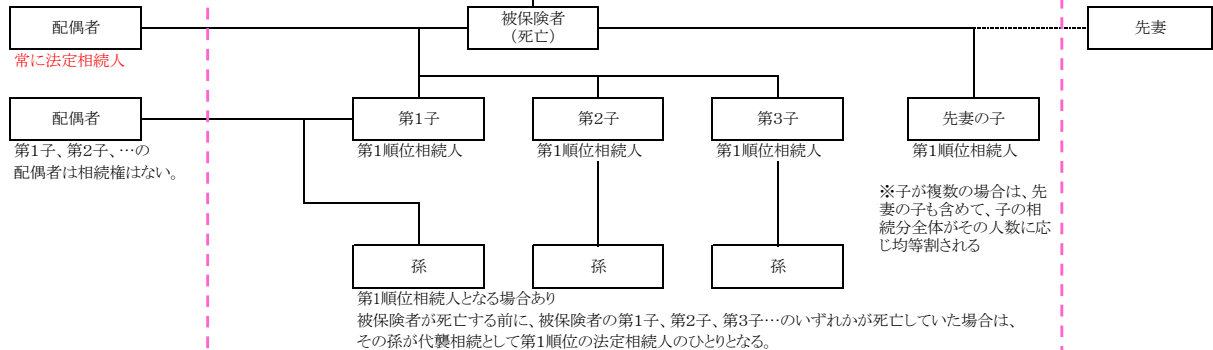 配偶者
被保険者
（死亡）
先妻
常に法定相続人
配偶者
第1子
第2子
第3子
先妻の子
第1子、第2子、…の
配偶者は相続権はない。
第1順位相続人
第1順位相続人
第1順位相続人
第1順位相続人
※子が複数の場合は、先
妻の子も含めて、子の相
続分全体がその人数に応
じ均等割される
孫
孫
孫
第1順位相続人となる場合あり
被保険者が死亡する前に、被保険者の第1子、第2子、第3子…のいずれかが死亡していた場合は、
その孫が代襲相続として第1順位の法定相続人のひとりとなる。